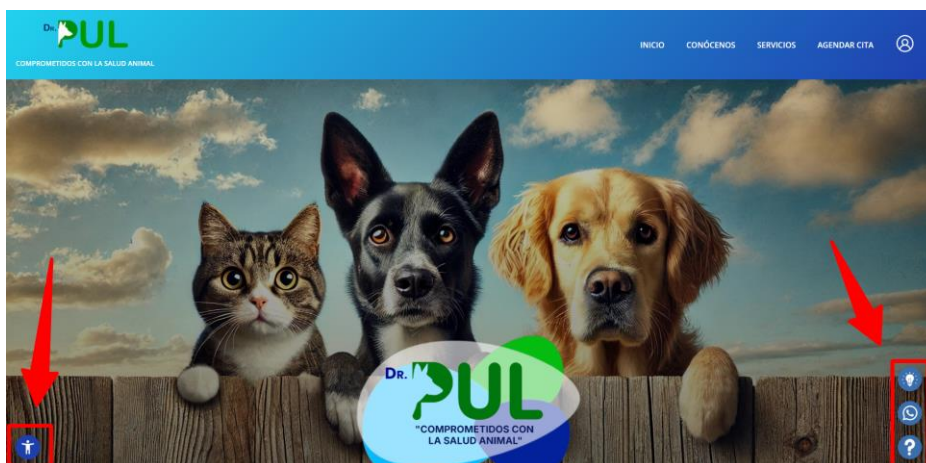 DR. PUL
COMPROMETIDOS CON LA SALUD ANIMAL
INICIO CONÓCENOS SERVICIOS AGENDAR CITA
DR. PUL
"COMPROMETIDOS CON
LA SALUD ANIMAL"
?